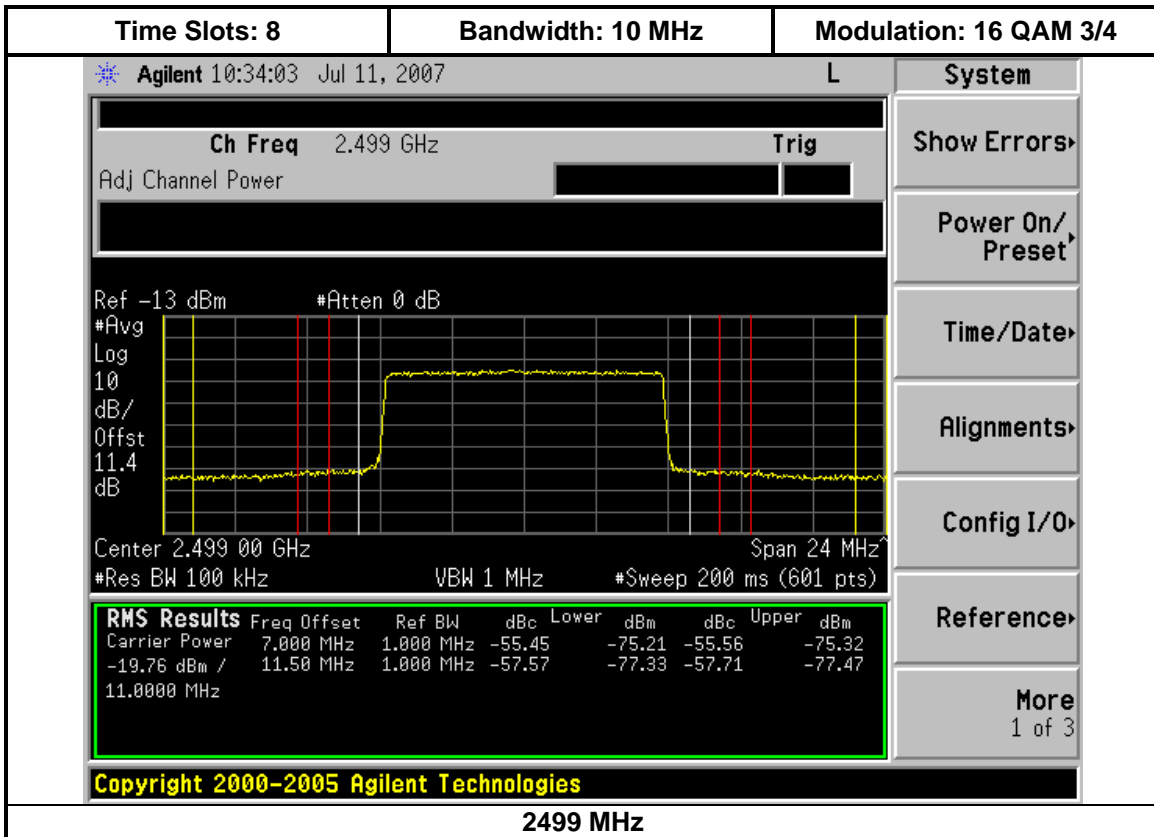 Time Slots: 8 Bandwidth: 10 MHz Modulation: 16 QAM 3/4
Agilent 10:34:03 Jul 11, 2007 L System
Ch Freq 2.499 GHz Trig
Adj Channel Power
Show Errors
Power On/
Preset
Ref -13 dBm #Atten 0 dB
#Avg
Log
10
dB/
Offst
11.4
dB
Time/Date
Alignments
Center 2.499 00 GHz Span 24 MHz^
#Res BW 100 kHz VBW 1 MHz #Sweep 200 ms (601 pts)
Config I/O
RMS Results Freq Offset Ref BW dBc Lower dBm dBc Upper dBm
Carrier Power 7.000 MHz 1.000 MHz -55.45 -75.21 -55.56 -75.32
-19.76 dBm / 11.50 MHz 1.000 MHz -57.57 -77.33 -57.71 -77.47
11.0000 MHz
Reference
More
1 of 3
Copyright 2000-2005 Agilent Technologies
2499 MHz